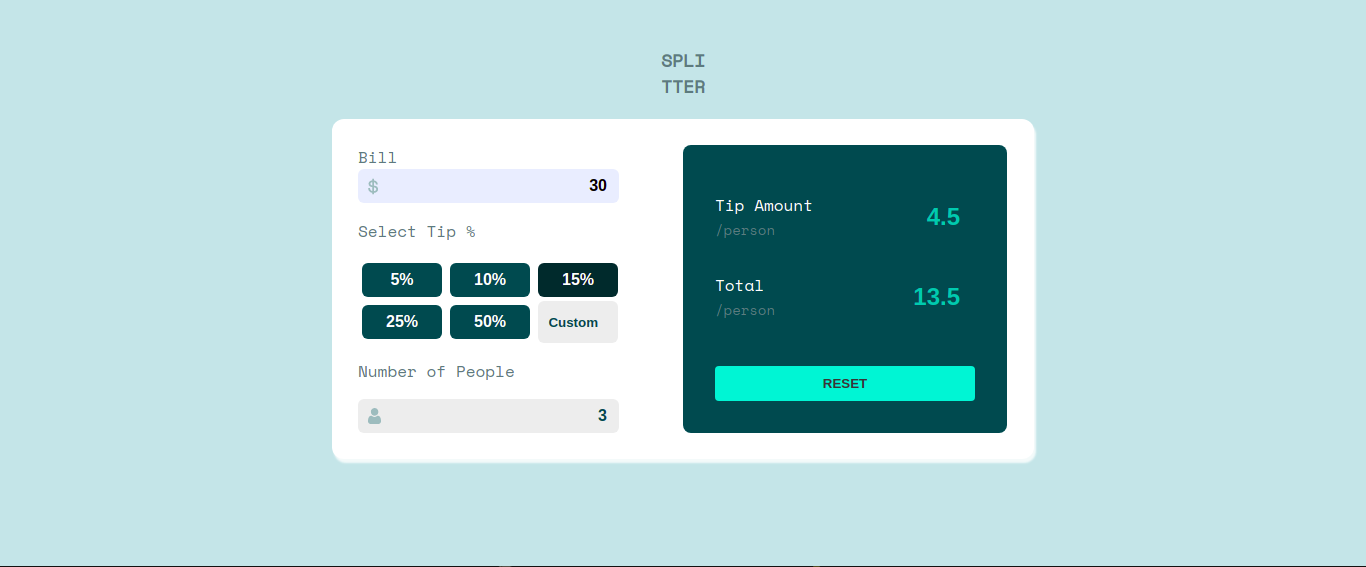 SPLI
TTER
Bill
$ 30
Select Tip %
5% 10% 15%
25% 50% Custom
Number of People
3
Tip Amount
/person
4.5
Total
/person
13.5
RESET